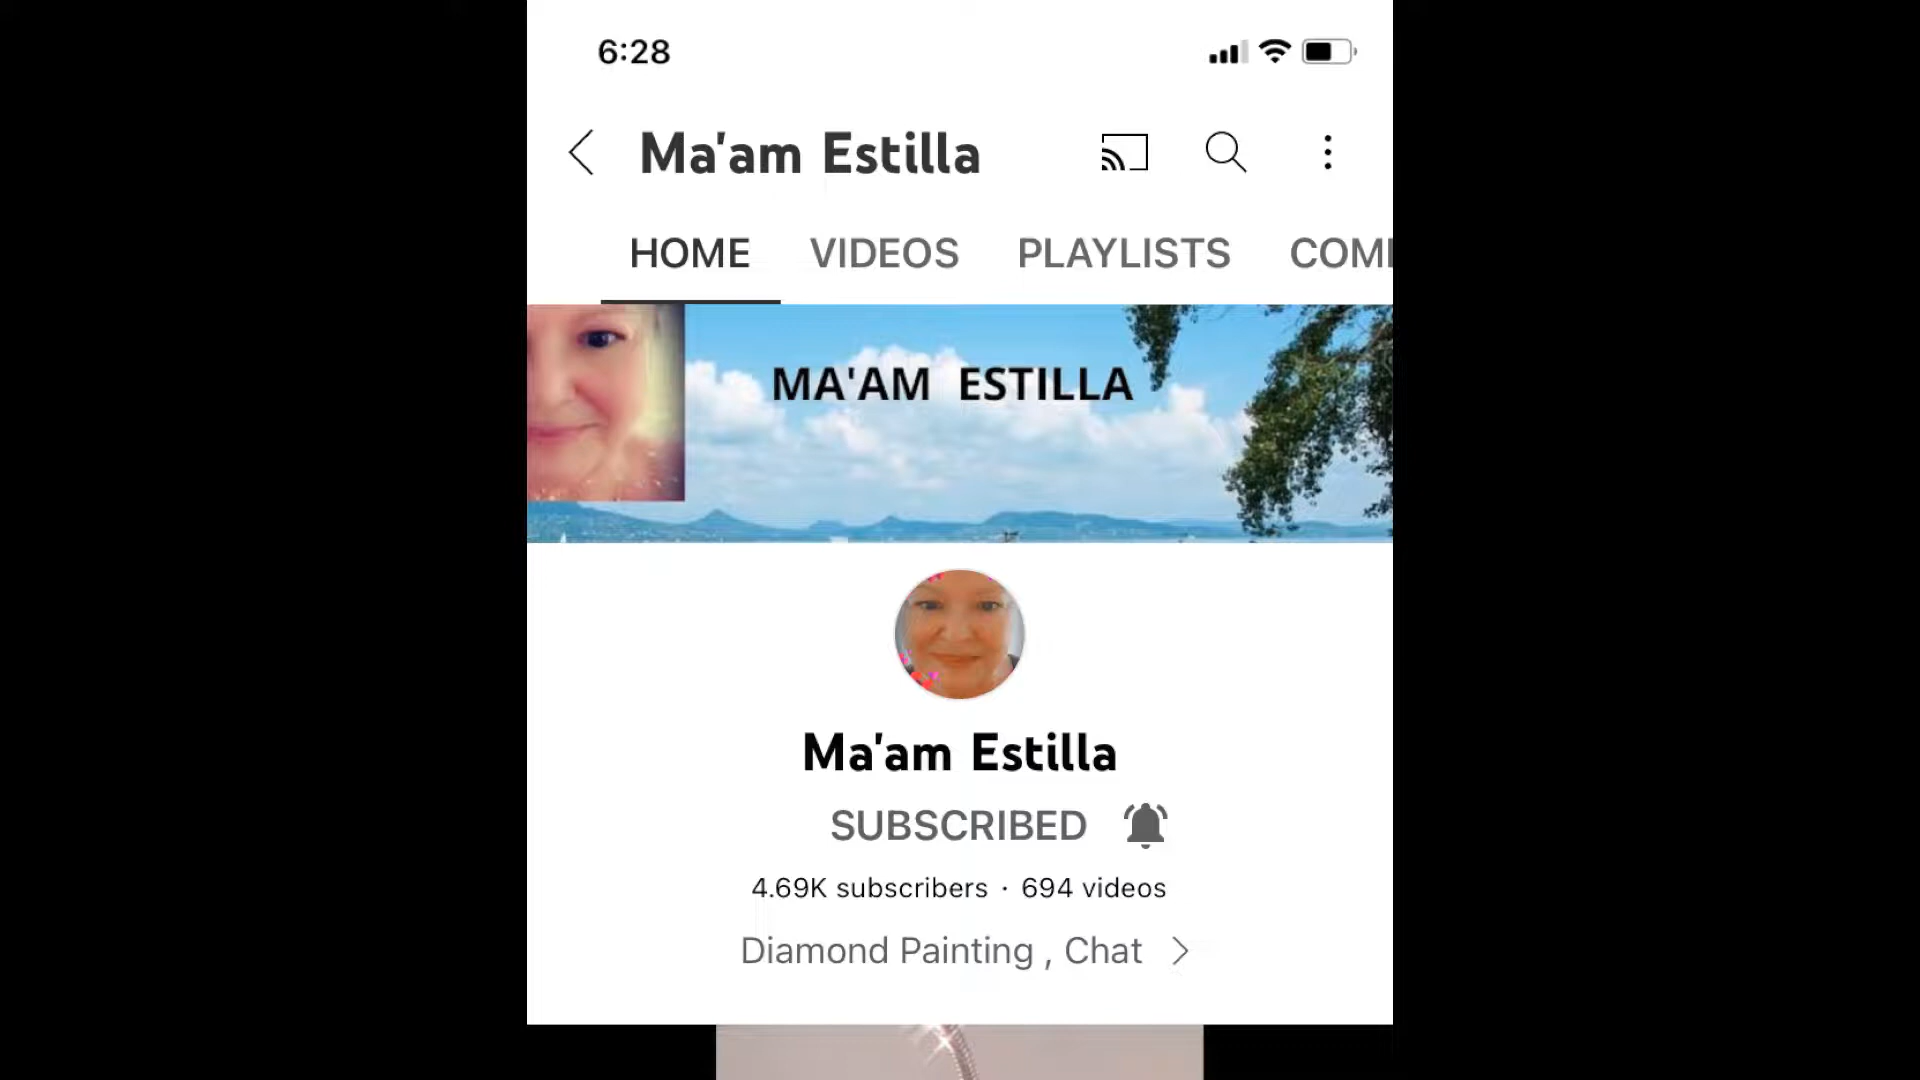 6:28
Ma'am Estilla
HOME VIDEOS PLAYLISTS COM
MA'AM ESTILLA
Ma'am Estilla
SUBSCRIBED
4.69K subscribers · 694 videos
Diamond Painting , Chat